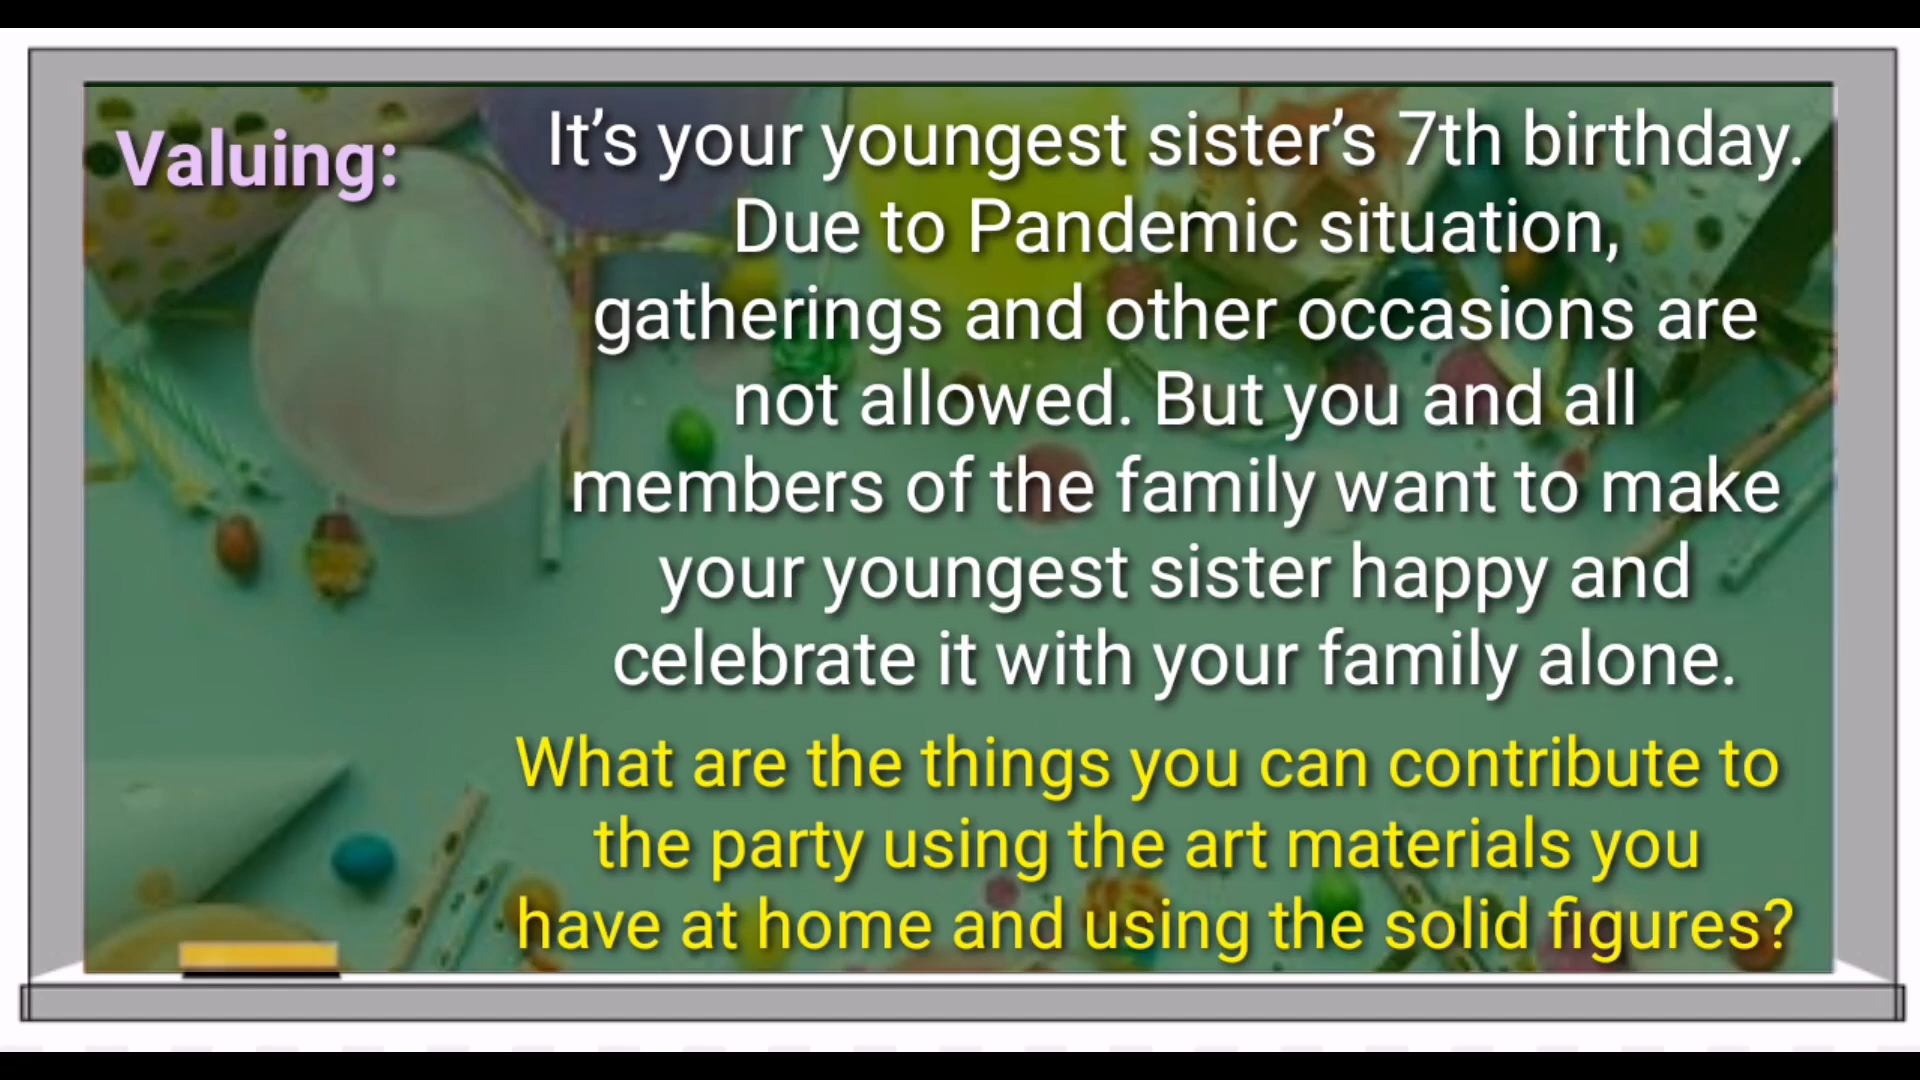 Valuing:
It’s your youngest sister’s 7th birthday.
Due to Pandemic situation,
gatherings and other occasions are
not allowed. But you and all
members of the family want to make
your youngest sister happy and
celebrate it with your family alone.
What are the things you can contribute to
the party using the art materials you
have at home and using the solid figures?